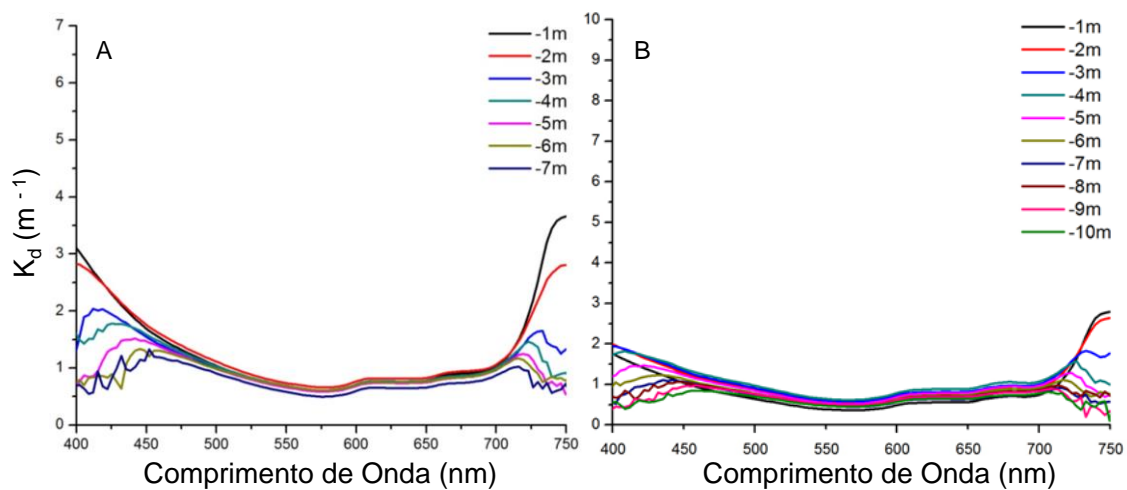 A
7
6
5
4
3
2
1
0
K_d (m ⁻¹)
400 450 500 550 600 650 700 750
Comprimento de Onda (nm)
-1m
-2m
-3m
-4m
-5m
-6m
-7m
B
10
9
8
7
6
5
4
3
2
1
0
400 450 500 550 600 650 700 750
Comprimento de Onda (nm)
-1m
-2m
-3m
-4m
-5m
-6m
-7m
-8m
-9m
-10m